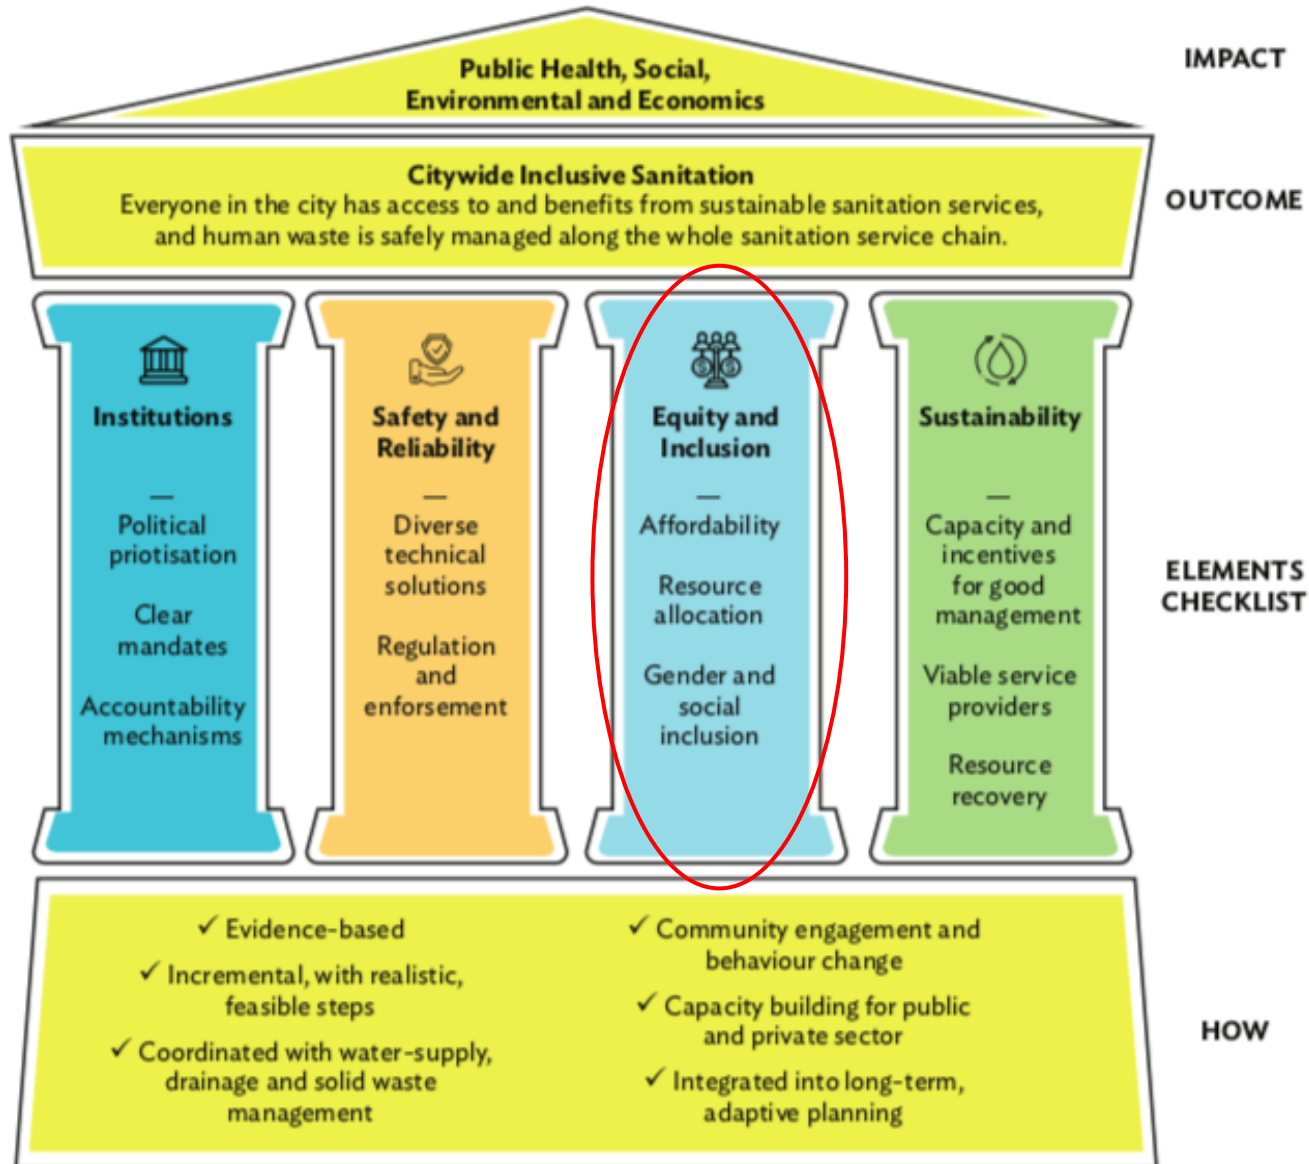 IMPACT
Public Health, Social,
Environmental and Economics
OUTCOME
Citywide Inclusive Sanitation
Everyone in the city has access to and benefits from sustainable sanitation services,
and human waste is safely managed along the whole sanitation service chain.
Institutions
—
Political
priotisation
Clear
mandates
Accountability
mechanisms
Safety and
Reliability
—
Diverse
technical
solutions
Regulation
and
enforsement
Equity and
Inclusion
—
Affordability
Resource
allocation
Gender and
social
inclusion
Sustainability
—
Capacity and
incentives
for good
management
Viable service
providers
Resource
recovery
ELEMENTS
CHECKLIST
✓ Evidence-based
✓ Incremental, with realistic,
feasible steps
✓ Coordinated with water-supply,
drainage and solid waste
management
✓ Community engagement and
behaviour change
✓ Capacity building for public
and private sector
✓ Integrated into long-term,
adaptive planning
HOW